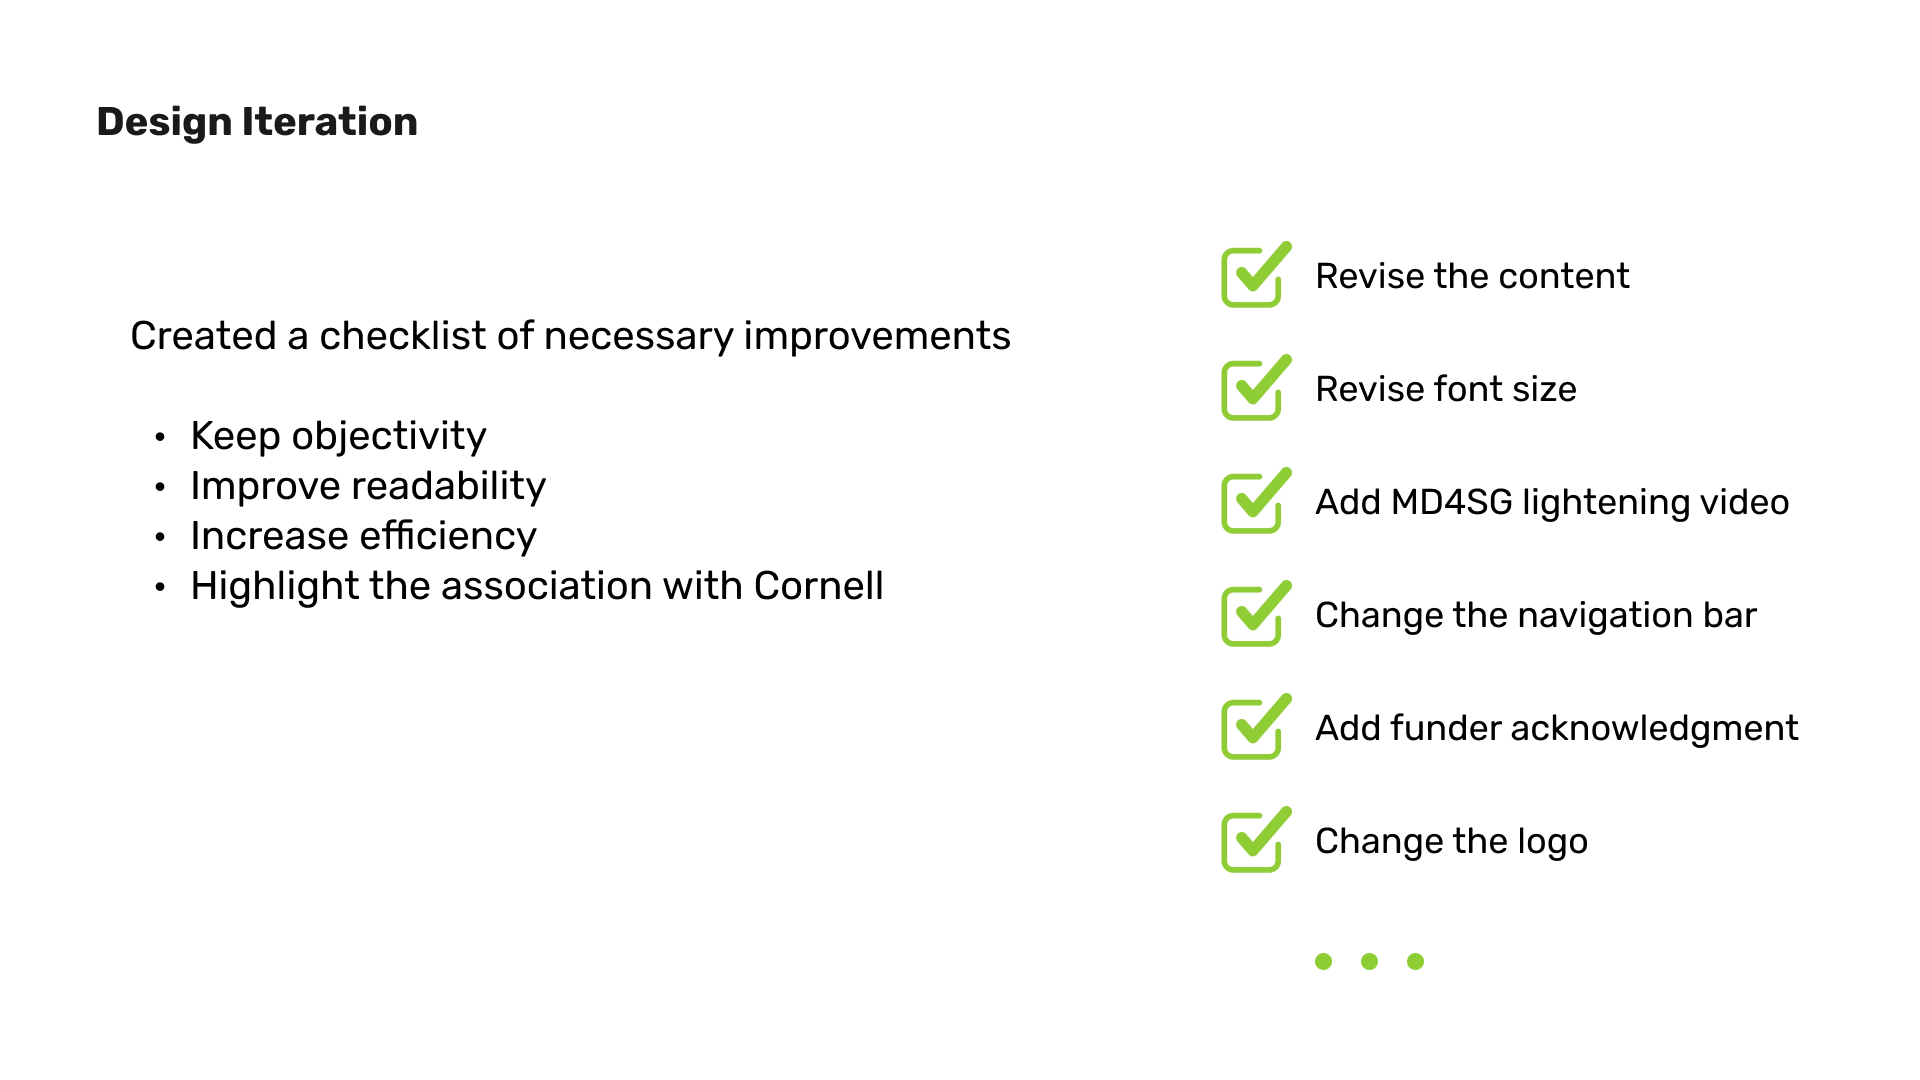 Design Iteration
Created a checklist of necessary improvements
• Keep objectivity
• Improve readability
• Increase efficiency
• Highlight the association with Cornell
Revise the content
Revise font size
Add MD4SG lightening video
Change the navigation bar
Add funder acknowledgment
Change the logo